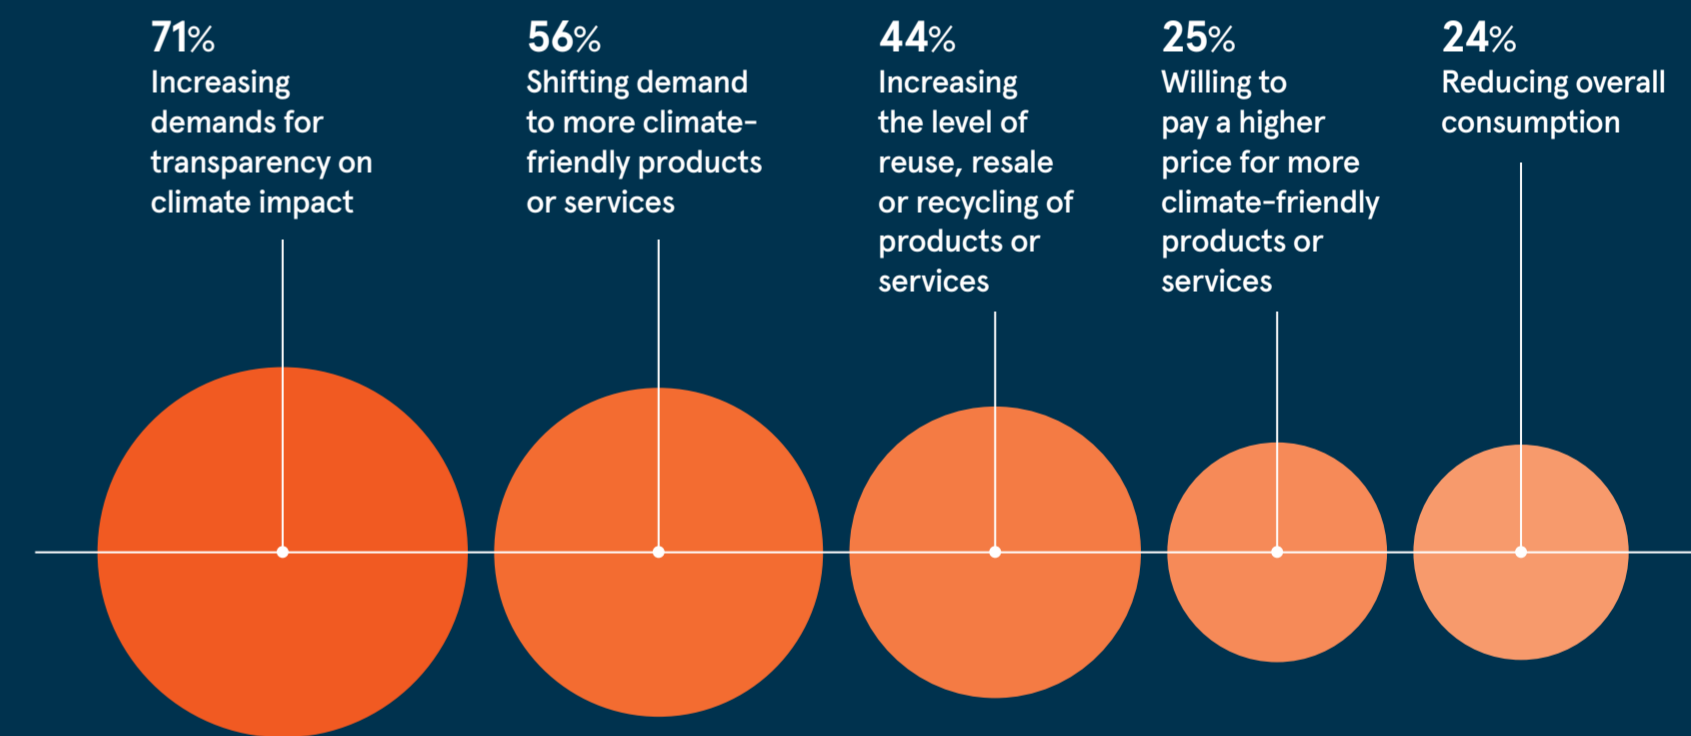 71%
Increasing
demands for
transparency on
climate impact
56%
Shifting demand
to more climate-
friendly products
or services
44%
Increasing
the level of
reuse, resale
or recycling of
products or
services
25%
Willing to
pay a higher
price for more
climate-friendly
products or
services
24%
Reducing overall
consumption